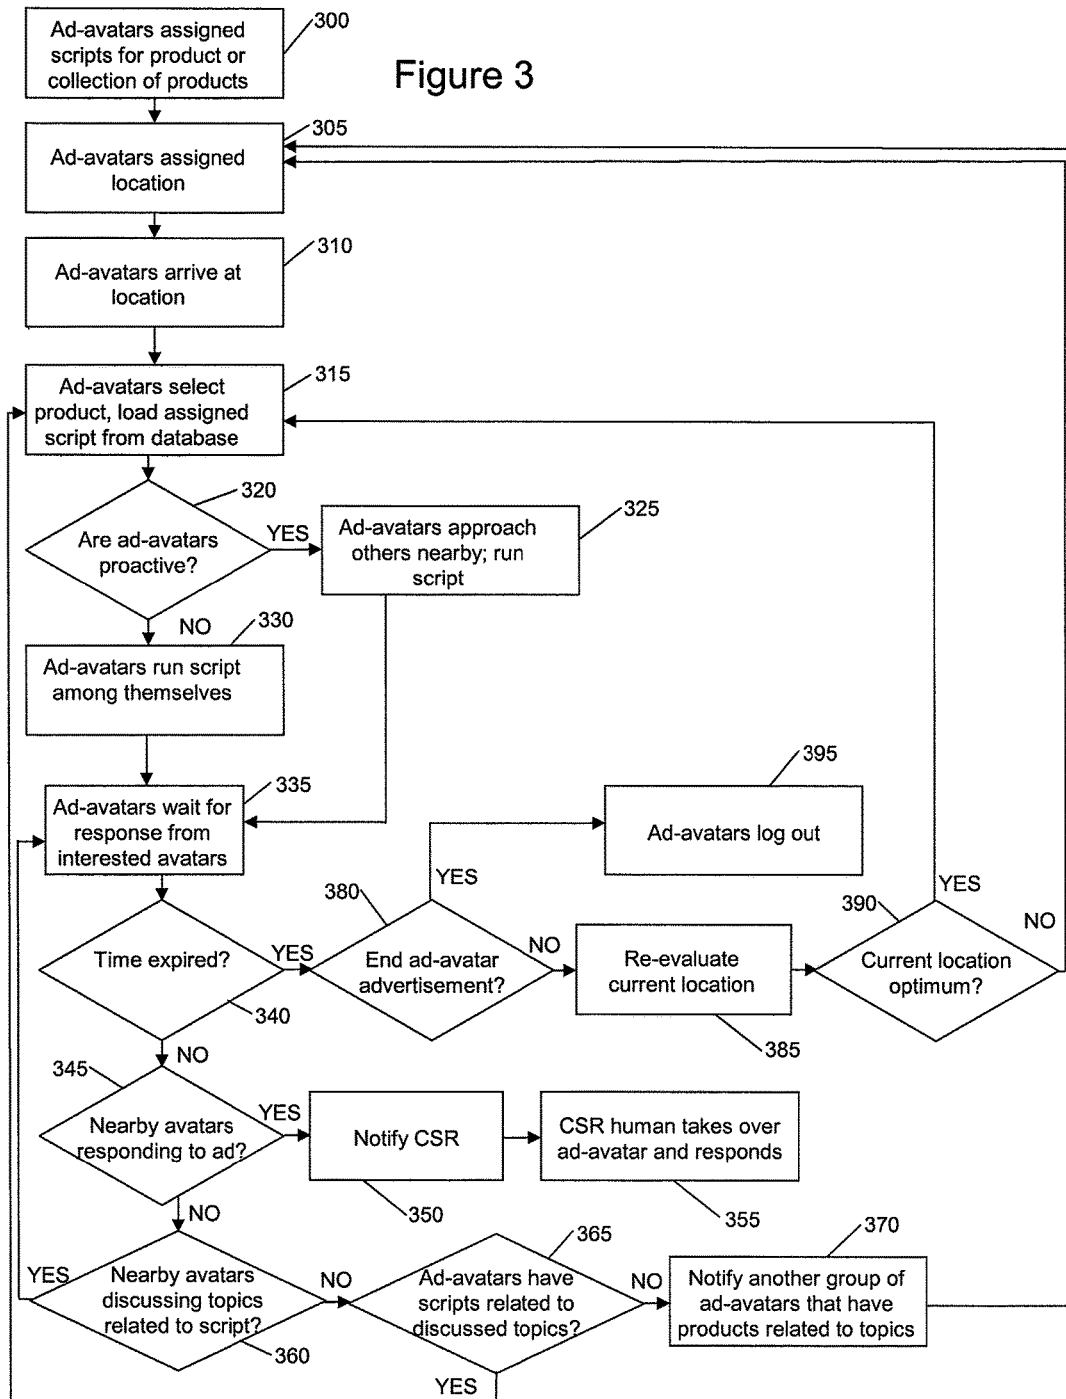 Ad-avatars assigned
scripts for product or
collection of products
300
Figure 3
305
Ad-avatars assigned
location
310
Ad-avatars arrive at
location
315
Ad-avatars select
product, load assigned
script from database
320
Are ad-avatars
proactive?
YES
Ad-avatars approach
others nearby; run
script
325
NO
330
Ad-avatars run script
among themselves
335
Ad-avatars wait for
response from
interested avatars
395
Ad-avatars log out
YES
380
YES
390
NO
Time expired?
YES
End ad-avatar
advertisement?
NO
Re-evaluate
current location
Current location
optimum?
340
385
NO
345
Nearby avatars
responding to ad?
YES
Notify CSR
CSR human takes over
ad-avatar and responds
350
355
NO
YES
Nearby avatars
discussing topics
related to script?
360
NO
365
Ad-avatars have
scripts related to
discussed topics?
NO
370
Notify another group of
ad-avatars that have
products related to topics
YES